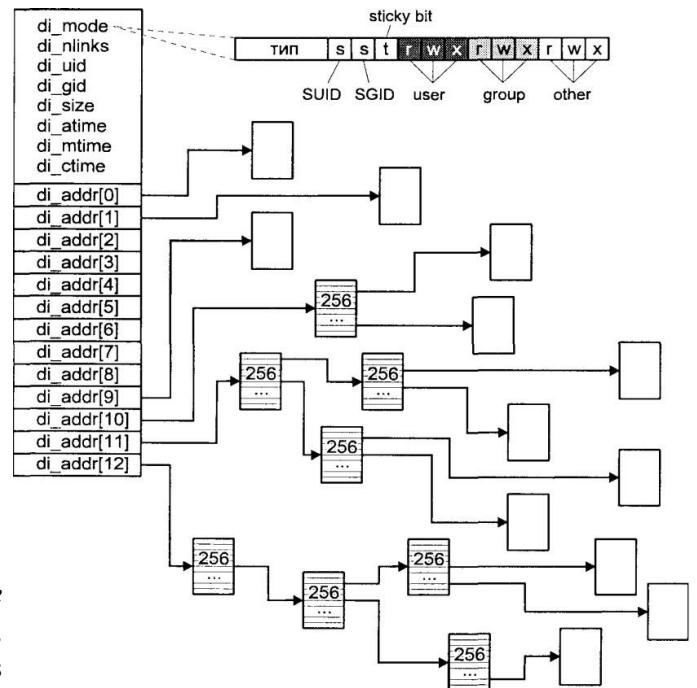 sticky bit
di_mode
тип s s t r w x r w x r w x
SUID SGID user group other
di_nlinks
di_uid
di_gid
di_size
di_atime
di_mtime
di_ctime
di_addr[0]
di_addr[1]
di_addr[2]
di_addr[3]
di_addr[4]
di_addr[5]
di_addr[6]
di_addr[7]
di_addr[8]
di_addr[9]
di_addr[10]
di_addr[11]
di_addr[12]
256
...
256
...
256
...
256
...
256
...
256
...
256
...
256
...